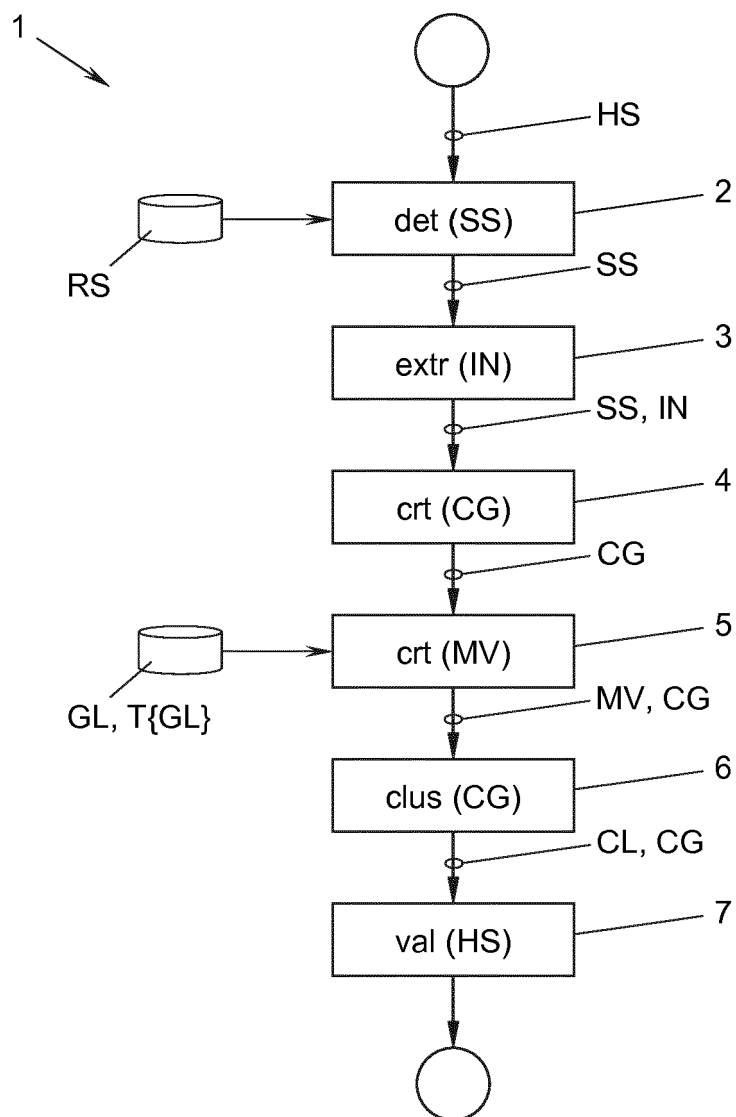 1
HS
2
det (SS)
RS
SS
3
extr (IN)
SS, IN
4
crt (CG)
CG
5
crt (MV)
GL, T{GL}
MV, CG
6
clus (CG)
CL, CG
7
val (HS)